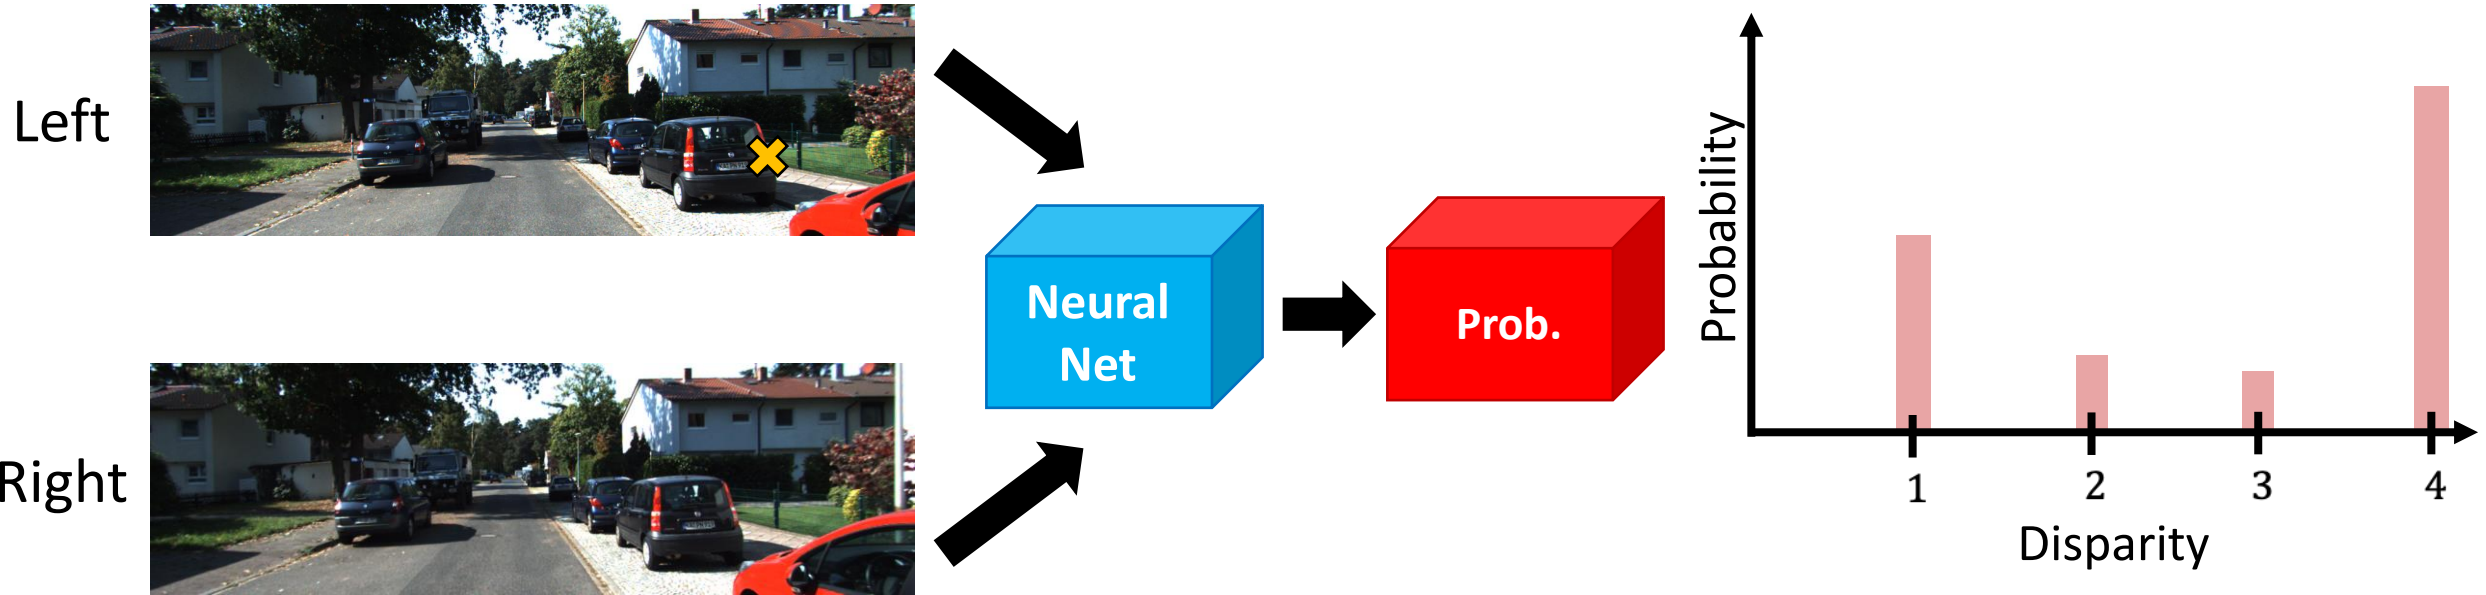 Left
Right
Neural
Net
Prob.
Probability
1
2
3
4
Disparity